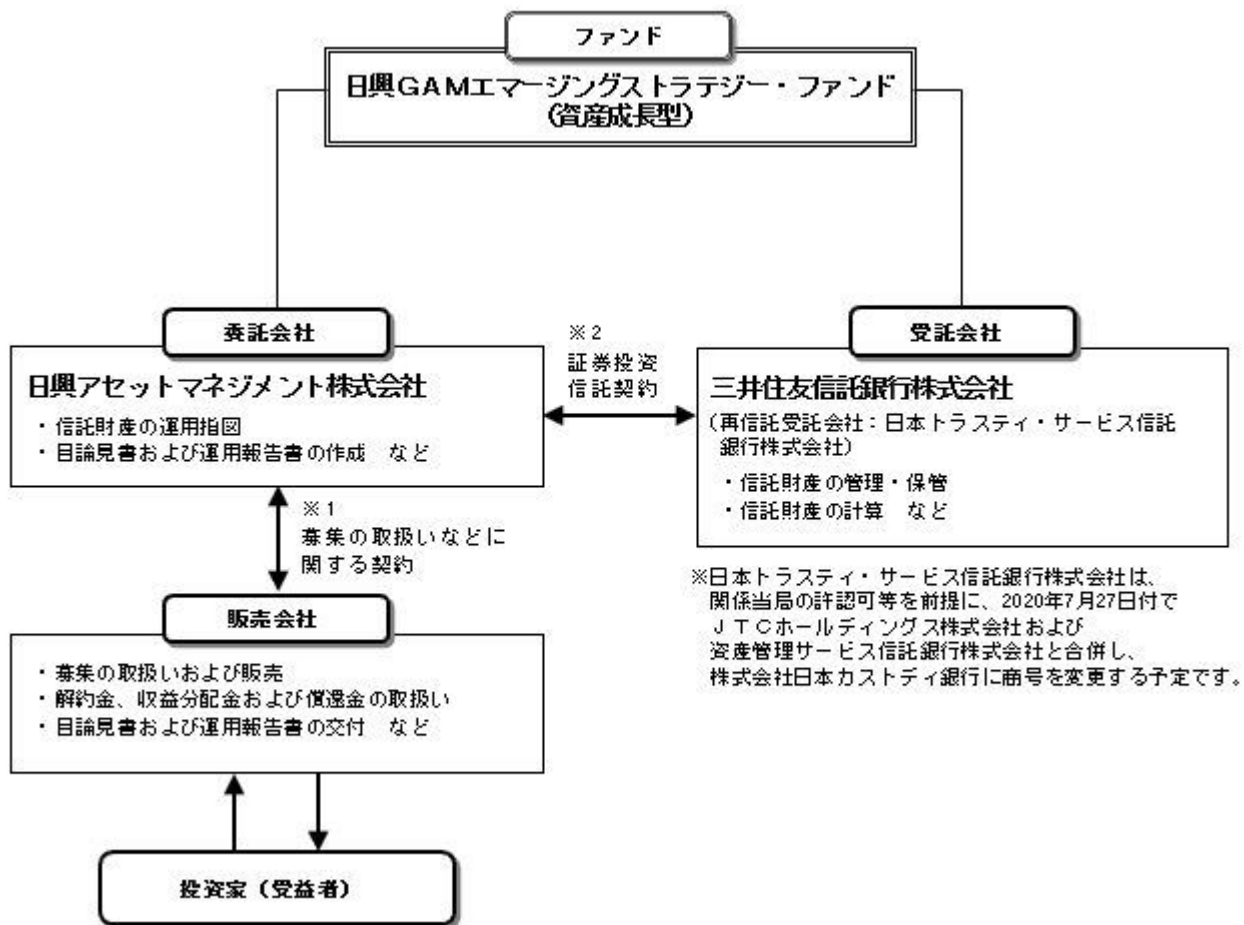 ファンド
日興GAMエマージングストラテジー・ファンド
(資産成長型)
委託会社
日興アセットマネジメント株式会社
・信託財産の運用指図
・目論見書および運用報告書の作成 など
※2
証券投資
信託契約
受託会社
三井住友信託銀行株式会社
(再信託受託会社:日本トラスティ・サービス信託
銀行株式会社)
・信託財産の管理・保管
・信託財産の計算 など
※1
募集の取扱いなどに
関する契約
※日本トラスティ・サービス信託銀行株式会社は、
関係当局の許認可等を前提に、2020年7月27日付で
JTCホールディングス株式会社および
資産管理サービス信託銀行株式会社と合併し、
株式会社日本カストディ銀行に商号を変更する予定です。
販売会社
・募集の取扱いおよび販売
・解約金、収益分配金および償還金の取扱い
・目論見書および運用報告書の交付 など
投資家(受益者)